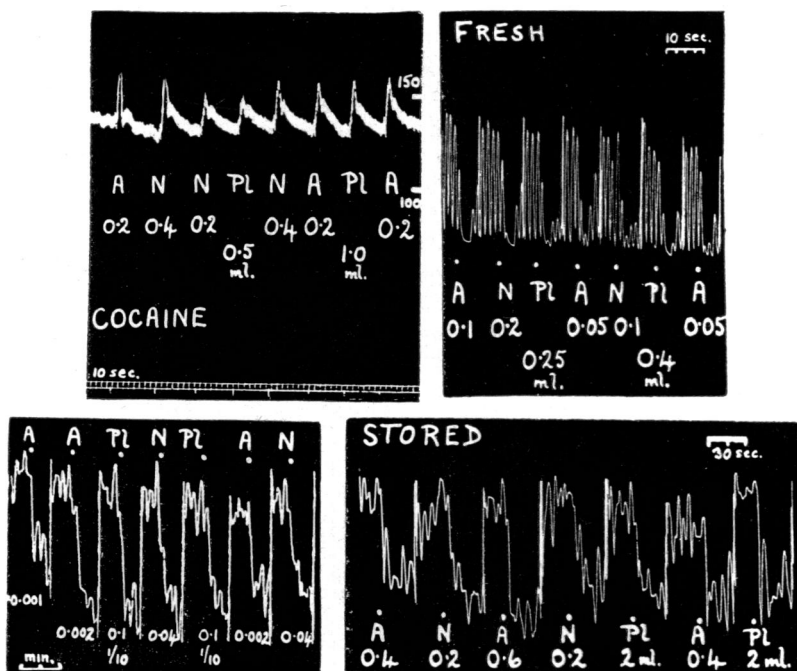 150
A N N Pl N A Pl A
100
0·2 0·4 0·2 0·4 0·2 0·2
0·5 1·0
ml. ml.
COCAINE
10 sec.
FRESH
10 sec.
A N Pl A N Pl A
0·1 0·2 0·05 0·1 0·05
0·25 0·4
ml. ml.
A A Pl N Pl A N
0·001
0·002 0·1 0·04 0·1 0·002 0·04
1/10 1/10
min.
STORED
30 sec.
A N A N Pl A Pl
0·4 0·2 0·6 0·2 2 ml. 0·4 2 ml.